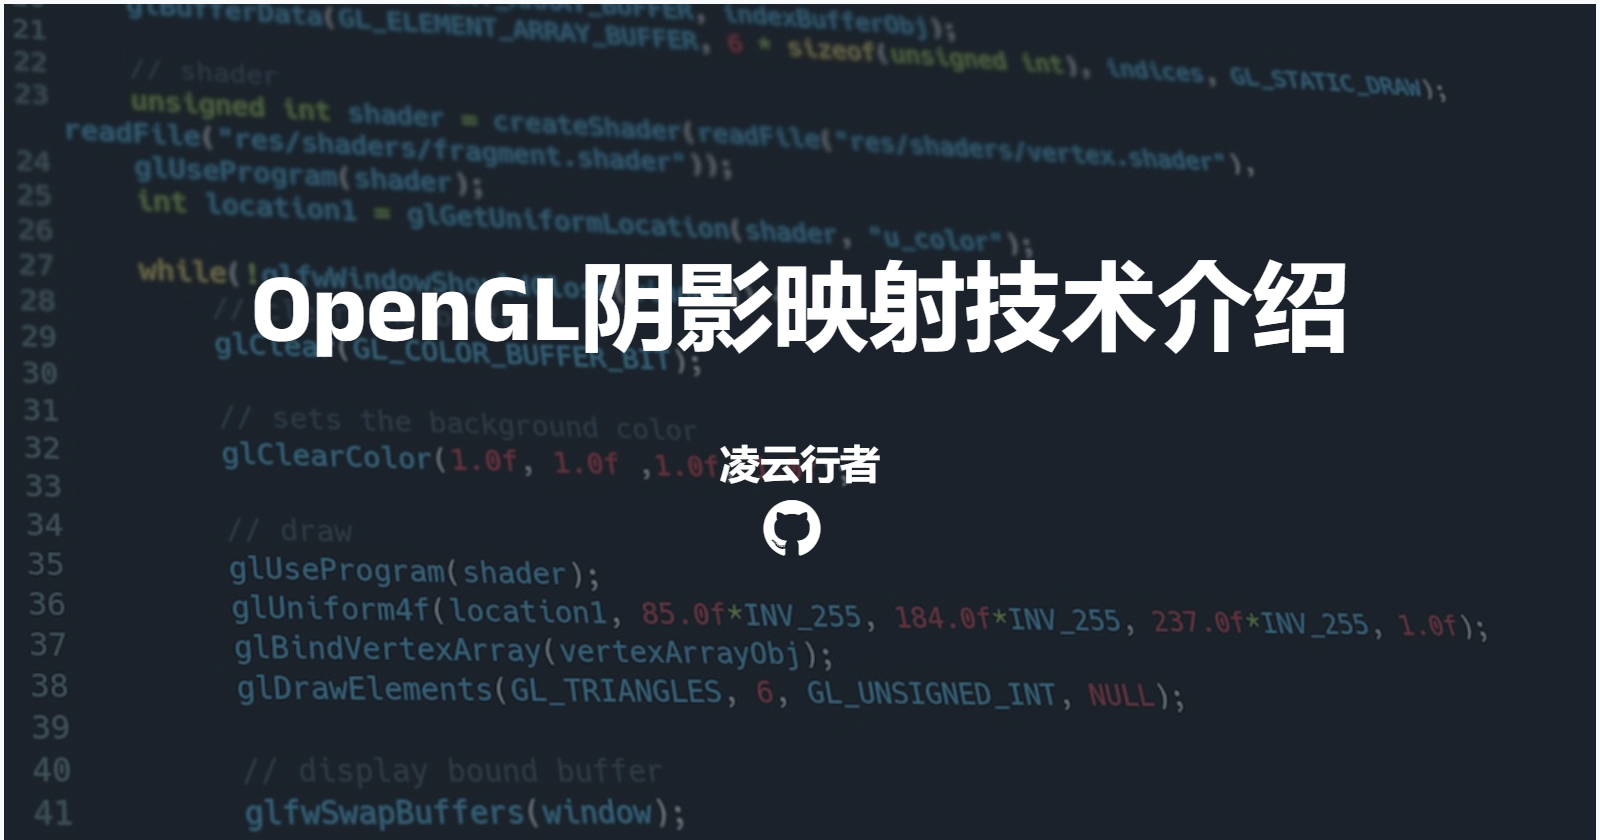 glBufferData(GL_ELEMENT_ARRAY_BUFFER, 6 * sizeof(unsigned int), indices, GL_STATIC_DRAW);
21
22
// shader
23
unsigned int shader = createShader(readFile("res/shaders/vertex.shader"),
readFile("res/shaders/fragment.shader"));
24
glUseProgram(shader);
25
int location1 = glGetUniformLocation(shader, "u_color");
26
27
while(!
OpenGL阴影映射技术介绍
28
//
29
glClear(GL_COLOR_BUFFER_BIT);
30
31
// sets the background color
32
glClearColor(1.0f, 1.0f ,1.0f
凌云行者
33
34
// draw
35
glUseProgram(shader);
36
glUniform4f(location1, 85.0f*INV_255, 184.0f*INV_255, 237.0f*INV_255, 1.0f);
37
glBindVertexArray(vertexArrayObj);
38
glDrawElements(GL_TRIANGLES, 6, GL_UNSIGNED_INT, NULL);
39
40
// display bound buffer
41
glfwSwapBuffers(window);